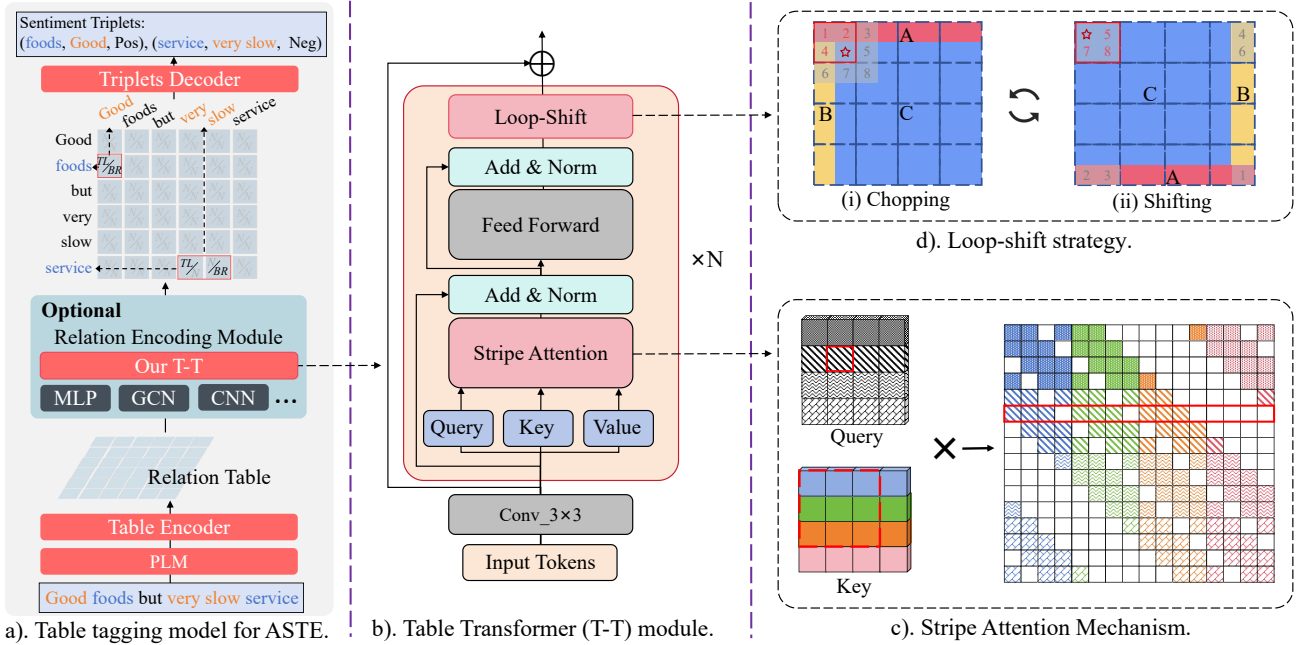 Sentiment Triplets:
(foods, Good, Pos), (service, very slow, Neg)
Triplets Decoder
Good
foods
but
very
slow
service
Good
foods
but
very
slow
service
TL/BR
TL/
/BR
Optional
Relation Encoding Module
Our T-T
MLP
GCN
CNN
...
Relation Table
Table Encoder
PLM
Good foods but very slow service
a). Table tagging model for ASTE.
Loop-Shift
Add & Norm
Feed Forward
Add & Norm
Stripe Attention
Query
Key
Value
×N
Conv_3×3
Input Tokens
b). Table Transformer (T-T) module.
1 2 3 A
4 5
6 7 8
B
C
(i) Chopping
5 4
7 8 6
C
B
2 3 A 1
(ii) Shifting
d). Loop-shift strategy.
Query
Key
c). Stripe Attention Mechanism.